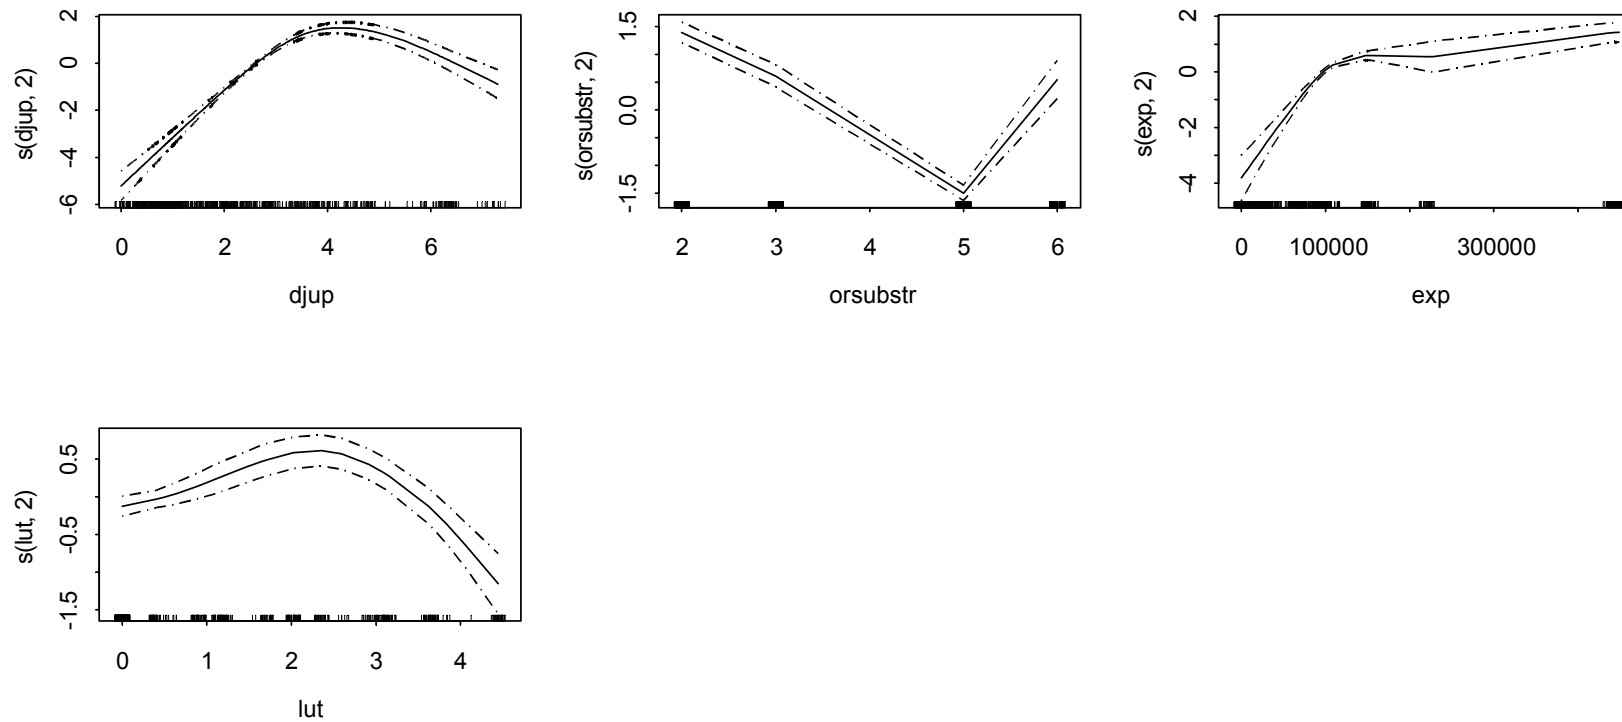 s(djup, 2)
2
0
-2
-4
-6
0 2 4 6
djup
s(orsubstr, 2)
1.5
0.0
-1.5
2 3 4 5 6
orsubstr
s(exp, 2)
2
0
-2
-4
0 100000 300000
exp
s(lut, 2)
0.5
-0.5
-1.5
0 1 2 3 4
lut